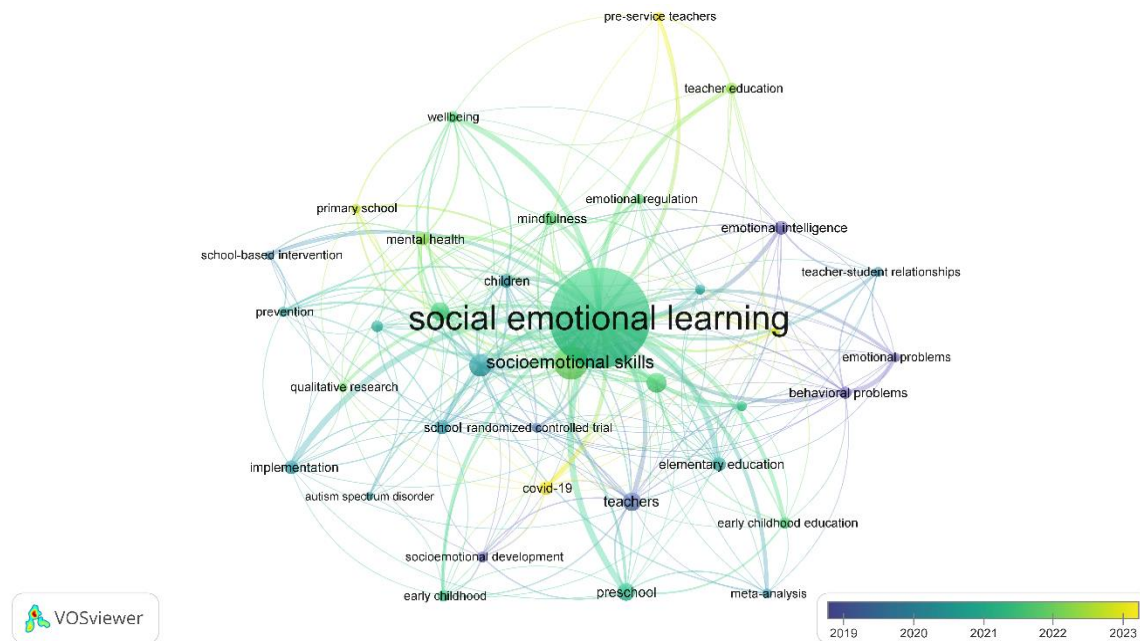 pre-service teachers
teacher education
wellbeing
emotional regulation
primary school
mindfulness
emotional intelligence
mental health
school-based intervention
teacher-student relationships
children
prevention
social emotional learning
emotional problems
socioemotional skills
qualitative research
behavioral problems
school
randomized controlled trial
implementation
elementary education
covid-19
autism spectrum disorder
teachers
early childhood education
socioemotional development
early childhood
preschool
meta-analysis
VOSviewer
2019 2020 2021 2022 2023